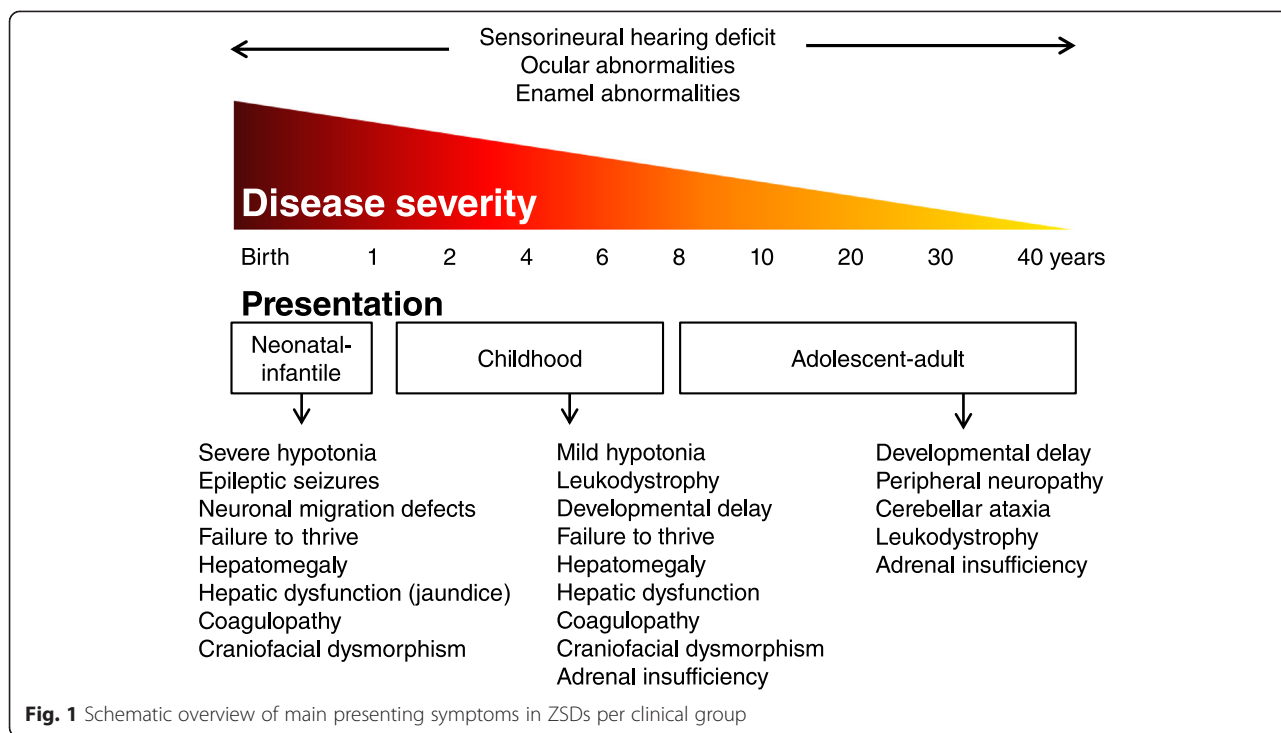 Sensorineural hearing deficit
Ocular abnormalities
Enamel abnormalities
Disease severity
Birth 1 2 4 6 8 10 20 30 40 years
Presentation
Neonatal-
infantile
Childhood
Adolescent-adult
Severe hypotonia
Epileptic seizures
Neuronal migration defects
Failure to thrive
Hepatomegaly
Hepatic dysfunction (jaundice)
Coagulopathy
Craniofacial dysmorphism
Mild hypotonia
Leukodystrophy
Developmental delay
Failure to thrive
Hepatomegaly
Hepatic dysfunction
Coagulopathy
Craniofacial dysmorphism
Adrenal insufficiency
Developmental delay
Peripheral neuropathy
Cerebellar ataxia
Leukodystrophy
Adrenal insufficiency
Fig. 1 Schematic overview of main presenting symptoms in ZSDs per clinical group